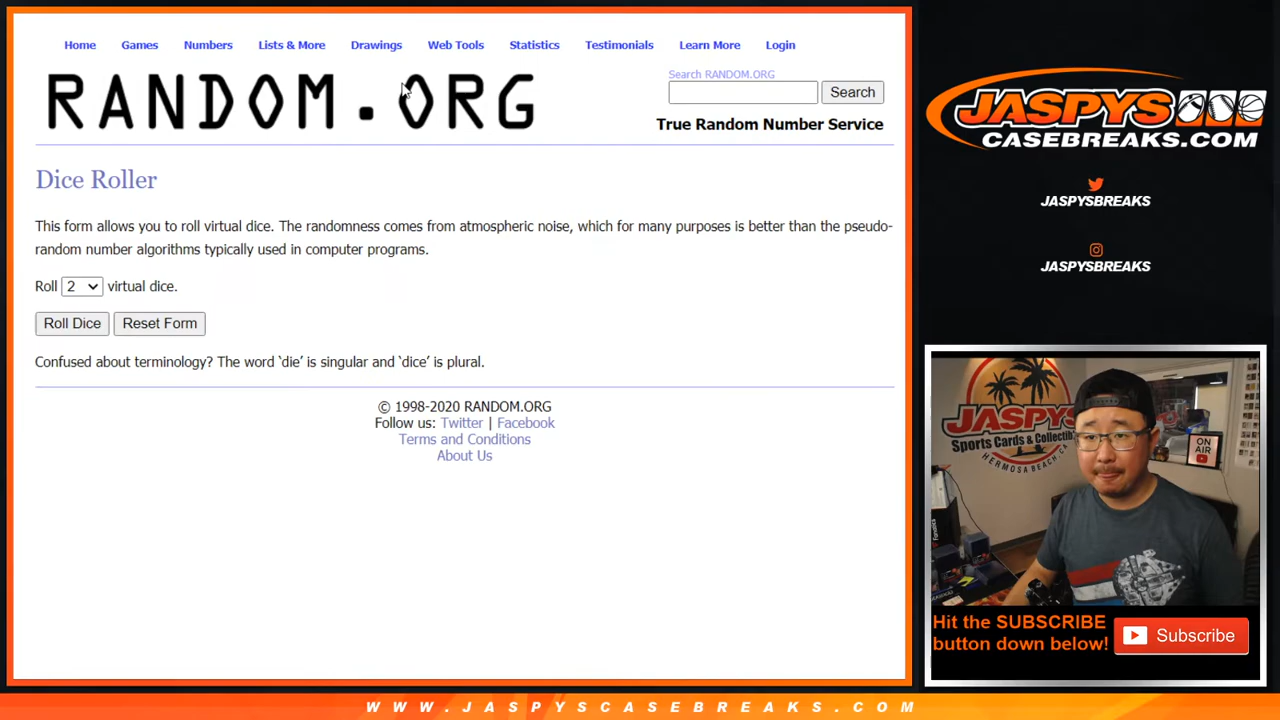 Home Games Numbers Lists & More Drawings Web Tools Statistics Testimonials Learn More Login
RANDOM.ORG
Search RANDOM.ORG
Search
True Random Number Service
Dice Roller
This form allows you to roll virtual dice. The randomness comes from atmospheric noise, which for many purposes is better than the pseudo-
random number algorithms typically used in computer programs.
Roll 2 virtual dice.
Roll Dice Reset Form
Confused about terminology? The word ‘die’ is singular and ‘dice’ is plural.
© 1998-2020 RANDOM.ORG
Follow us: Twitter | Facebook
Terms and Conditions
About Us
JASPYS
CASEBREAKS.COM
JASPYSBREAKS
JASPYSBREAKS
JASPYS
Sports Cards & Collectib
HERMOSA BEACH, CA
ON
AIR
Fanatics
Hit the SUBSCRIBE
button down below!
Subscribe
WWW.JASPYSCASEBREAKS.COM